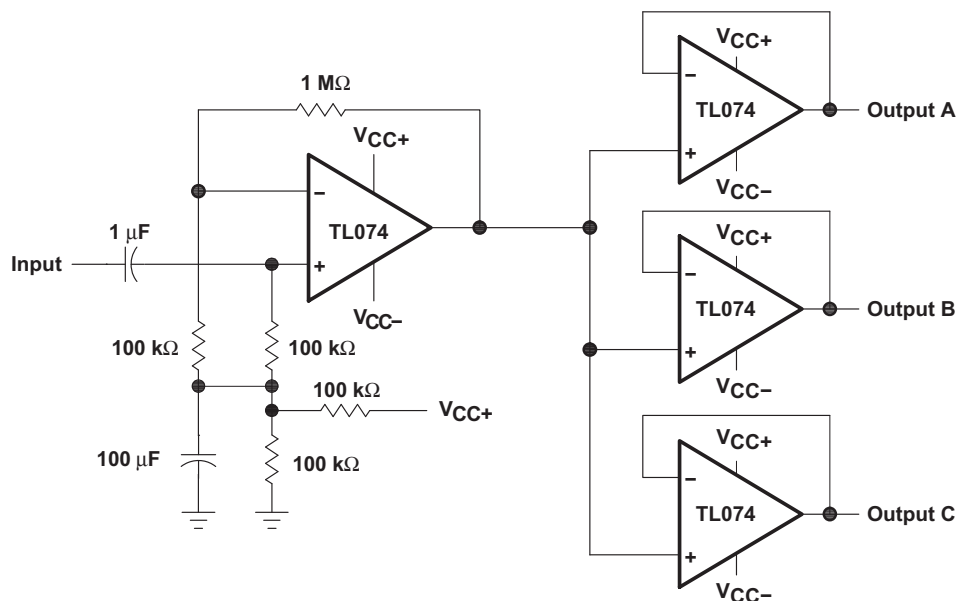 1 MΩ
VCC+
−
TL074
+
VCC−
1 μF
Input
100 kΩ
100 kΩ
100 kΩ
VCC+
100 μF
100 kΩ
VCC+
−
TL074
+
VCC−
Output A
VCC+
−
TL074
+
VCC−
Output B
VCC+
−
TL074
+
VCC−
Output C